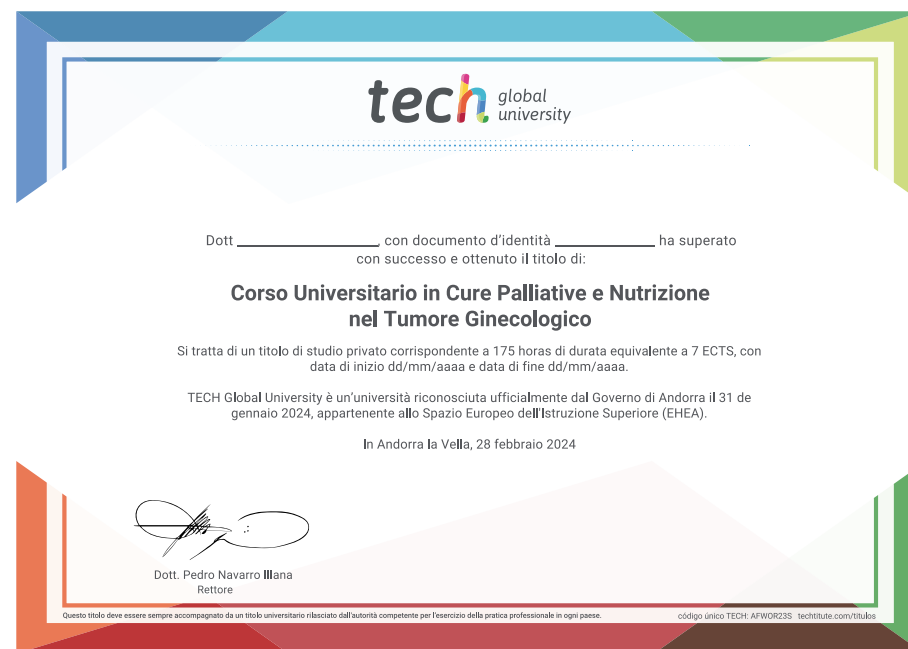 tech global university
Dott ____________, con documento d'identità ____________ ha superato
con successo e ottenuto il titolo di:
Corso Universitario in Cure Palliative e Nutrizione
nel Tumore Ginecologico
Si tratta di un titolo di studio privato corrispondente a 175 horas di durata equivalente a 7 ECTS, con
data di inizio dd/mm/aaaa e data di fine dd/mm/aaaa.
TECH Global University è un'università riconosciuta ufficialmente dal Governo di Andorra il 31 de
gennaio 2024, appartenente allo Spazio Europeo dell'Istruzione Superiore (EHEA).
In Andorra la Vella, 28 febbraio 2024
Dott. Pedro Navarro Illana
Rettore
Questo titolo deve essere sempre accompagnato da un titolo universitario rilasciato dall'autorità competente per l'esercizio della pratica professionale in ogni paese.
código único TECH: AFWOR23S techtitute.com/titulos